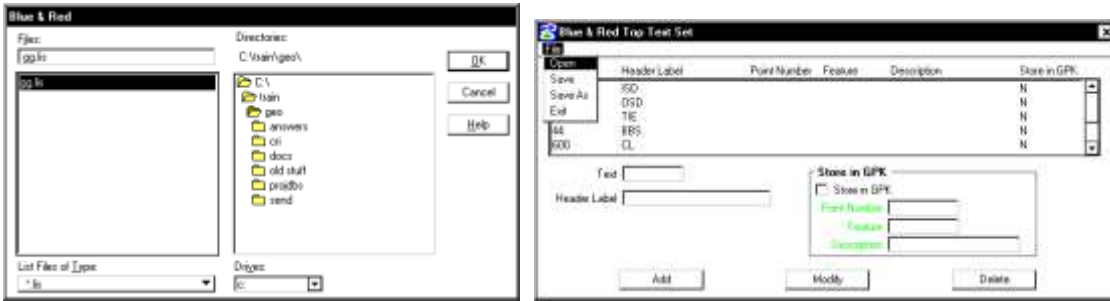 Blue & Red
Files:
gg.lis
gg.lis
Directories:
C:\train\geo\
C:\
train
geo
answers
cri
docs
old stuff
projdbs
send
OK
Cancel
Help
List Files of Type:
*.lis
Drives:
c:
Blue & Red Top Text Set
File
Open
Save
Save As
Exit
Header Label Point Number Feature Description Store in GPK
ISD N
OSD N
TIE N
44 BBS N
600 CL N
Text
Header Label
Store in GPK
Store in GPK
Point Number
Feature
Description
Add Modify Delete